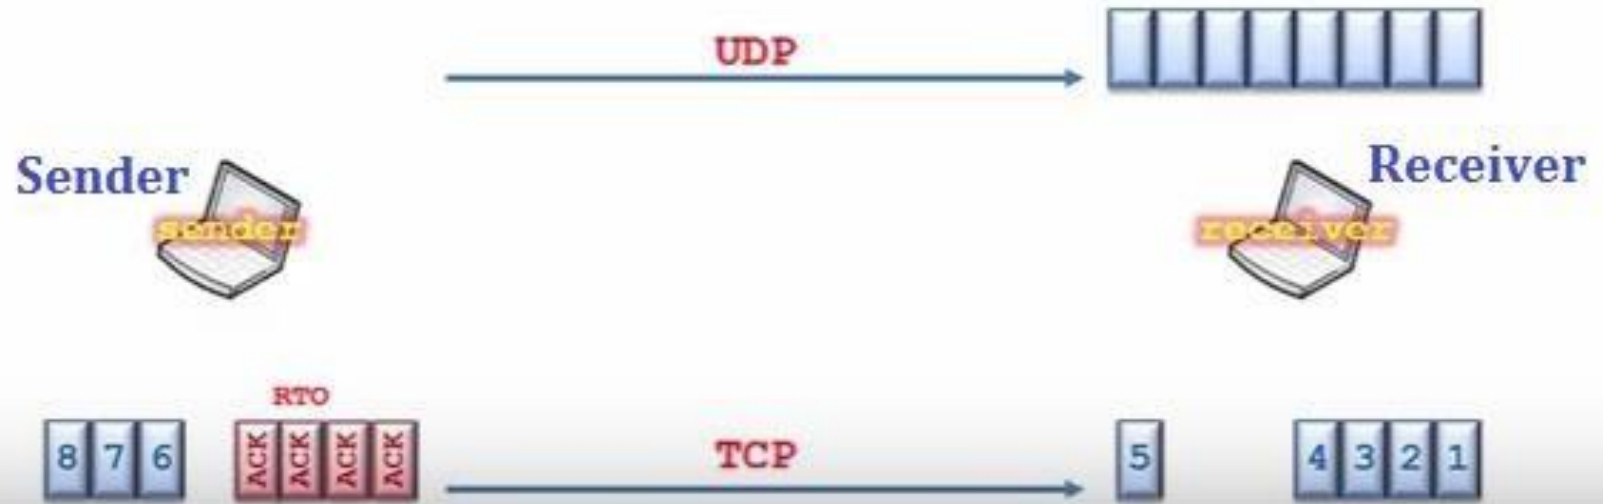 UDP
Sender
sender
Receiver
receiver
RTO
8 7 6
ACK ACK ACK ACK
TCP
5
4 3 2 1